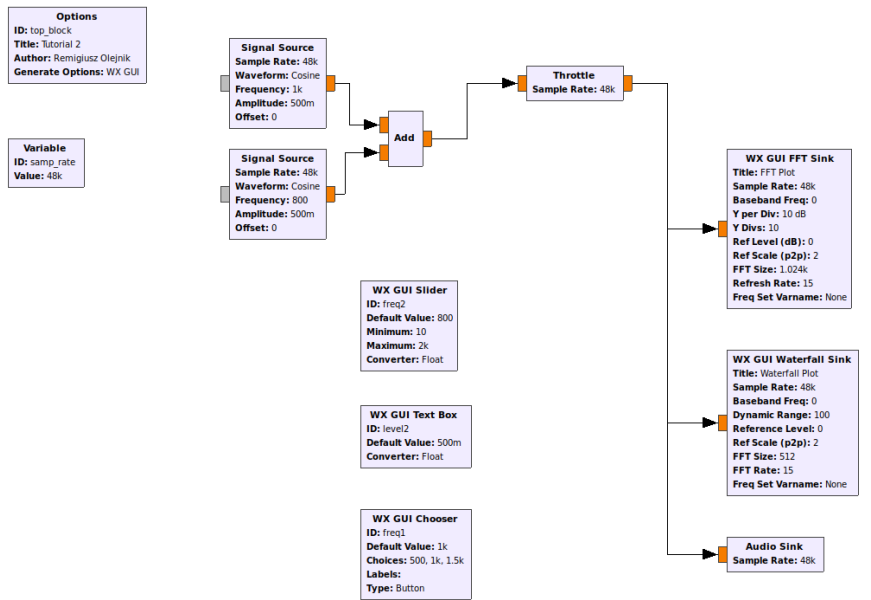 Options
ID: top_block
Title: Tutorial 2
Author: Remigiusz Olejnik
Generate Options: WX GUI
Variable
ID: samp_rate
Value: 48k
Signal Source
Sample Rate: 48k
Waveform: Cosine
Frequency: 1k
Amplitude: 500m
Offset: 0
Signal Source
Sample Rate: 48k
Waveform: Cosine
Frequency: 800
Amplitude: 500m
Offset: 0
Add
Throttle
Sample Rate: 48k
WX GUI Slider
ID: freq2
Default Value: 800
Minimum: 10
Maximum: 2k
Converter: Float
WX GUI Text Box
ID: level2
Default Value: 500m
Converter: Float
WX GUI Chooser
ID: freq1
Default Value: 1k
Choices: 500, 1k, 1.5k
Labels:
Type: Button
WX GUI FFT Sink
Title: FFT Plot
Sample Rate: 48k
Baseband Freq: 0
Y per Div: 10 dB
Y Divs: 10
Ref Level (dB): 0
Ref Scale (p2p): 2
FFT Size: 1.024k
Refresh Rate: 15
Freq Set Varname: None
WX GUI Waterfall Sink
Title: Waterfall Plot
Sample Rate: 48k
Baseband Freq: 0
Dynamic Range: 100
Reference Level: 0
Ref Scale (p2p): 2
FFT Size: 512
FFT Rate: 15
Freq Set Varname: None
Audio Sink
Sample Rate: 48k